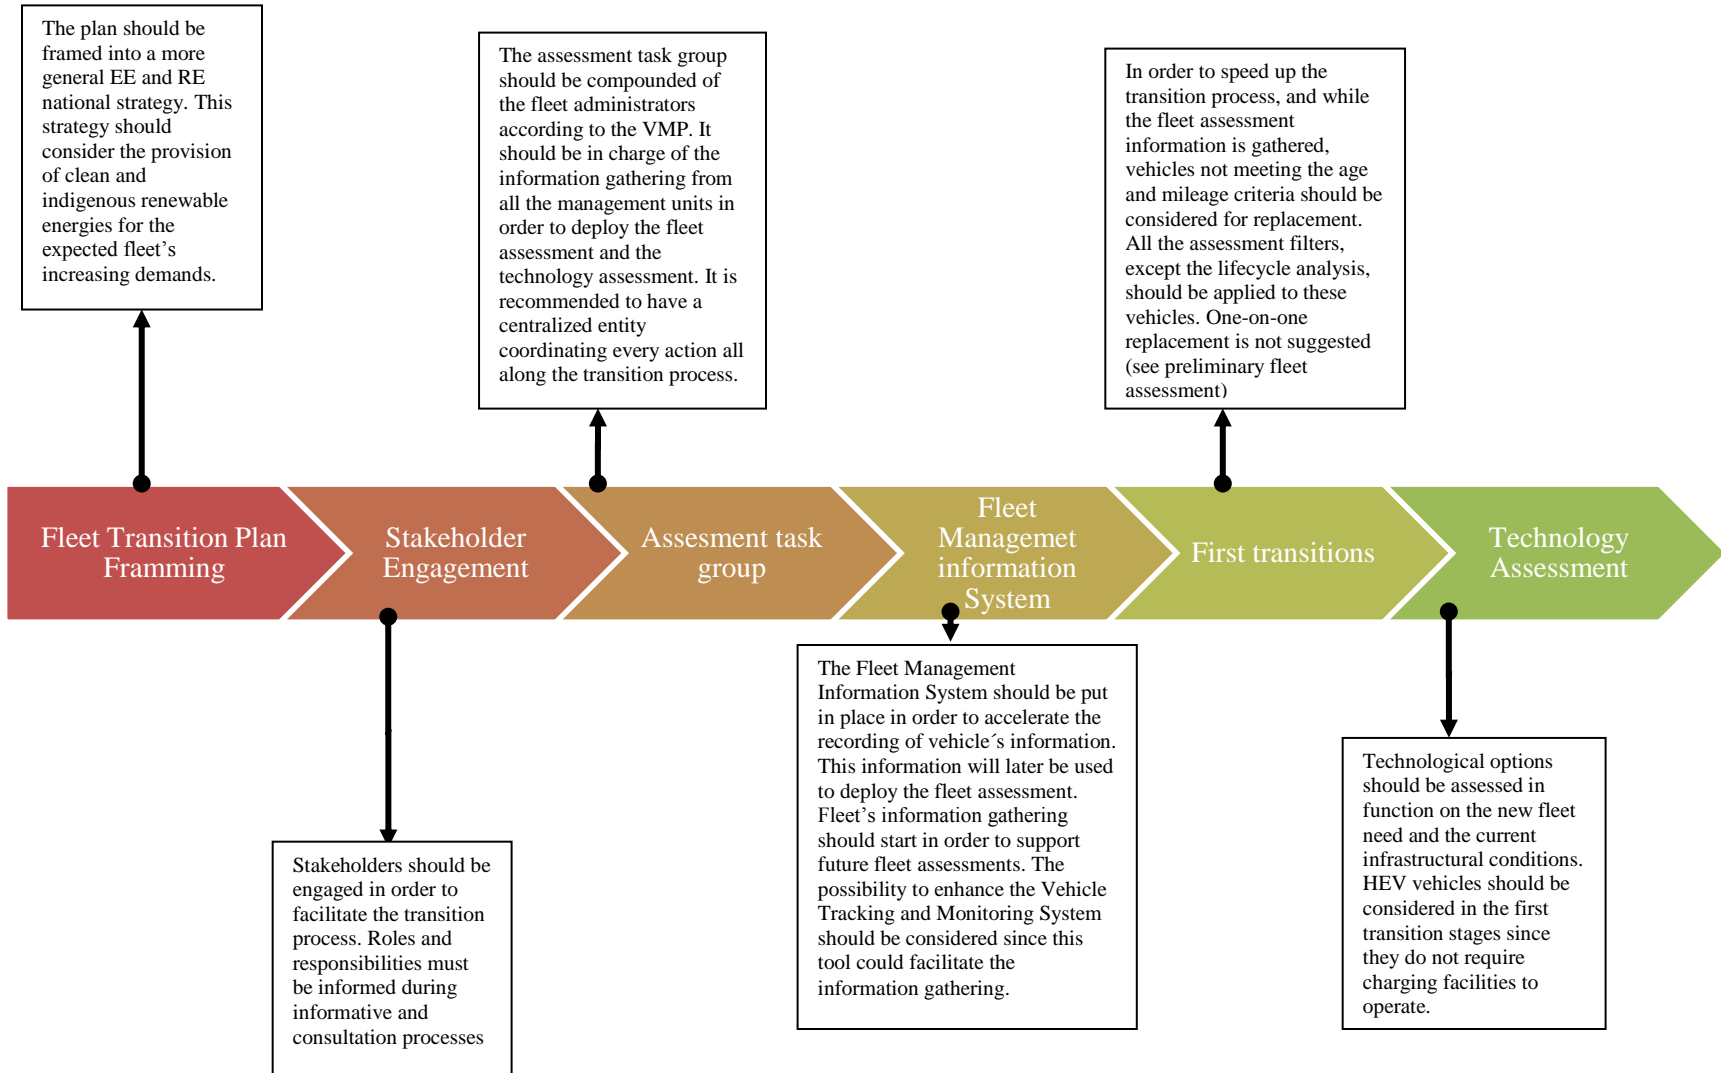 The plan should be
framed into a more
general EE and RE
national strategy. This
strategy should
consider the provision
of clean and
indigenous renewable
energies for the
expected fleet’s
increasing demands.
The assessment task group
should be compounded of
the fleet administrators
according to the VMP. It
should be in charge of the
information gathering from
all the management units in
order to deploy the fleet
assessment and the
technology assessment. It is
recommended to have a
centralized entity
coordinating every action all
along the transition process.
In order to speed up the
transition process, and while
the fleet assessment
information is gathered,
vehicles not meeting the age
and mileage criteria should be
considered for replacement.
All the assessment filters,
except the lifecycle analysis,
should be applied to these
vehicles. One-on-one
replacement is not suggested
(see preliminary fleet
assessment)
Fleet Transition Plan
Framming
Stakeholder
Engagement
Assesment task
group
Fleet
Managemet
information
System
First transitions
Technology
Assessment
Stakeholders should be
engaged in order to
facilitate the transition
process. Roles and
responsibilities must
be informed during
informative and
consultation processes
The Fleet Management
Information System should be put
in place in order to accelerate the
recording of vehicle´s information.
This information will later be used
to deploy the fleet assessment.
Fleet’s information gathering
should start in order to support
future fleet assessments. The
possibility to enhance the Vehicle
Tracking and Monitoring System
should be considered since this
tool could facilitate the
information gathering.
Technological options
should be assessed in
function on the new fleet
need and the current
infrastructural conditions.
HEV vehicles should be
considered in the first
transition stages since
they do not require
charging facilities to
operate.